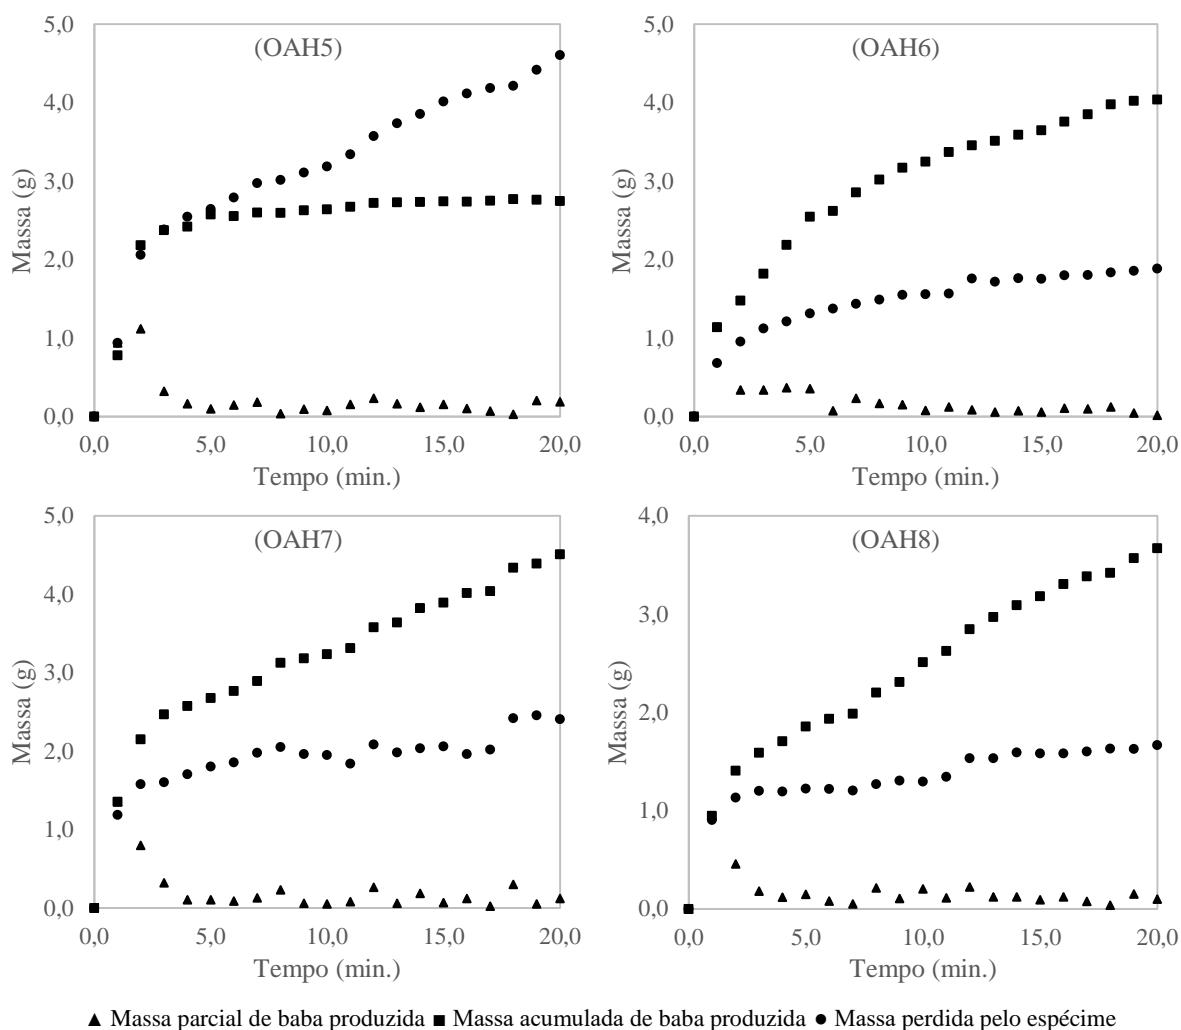 (OAH5)
5,0
4,0
3,0
2,0
1,0
0,0
Massa (g)
0,0 5,0 10,0 15,0 20,0
Tempo (min.)
(OAH6)
5,0
4,0
3,0
2,0
1,0
0,0
Massa (g)
0,0 5,0 10,0 15,0 20,0
Tempo (min.)
(OAH7)
5,0
4,0
3,0
2,0
1,0
0,0
Massa (g)
0,0 5,0 10,0 15,0 20,0
Tempo (min.)
(OAH8)
4,0
3,0
2,0
1,0
0,0
Massa (g)
0,0 5,0 10,0 15,0 20,0
Tempo (min.)
▲ Massa parcial de baba produzida ■ Massa acumulada de baba produzida ● Massa perdida pelo espécime